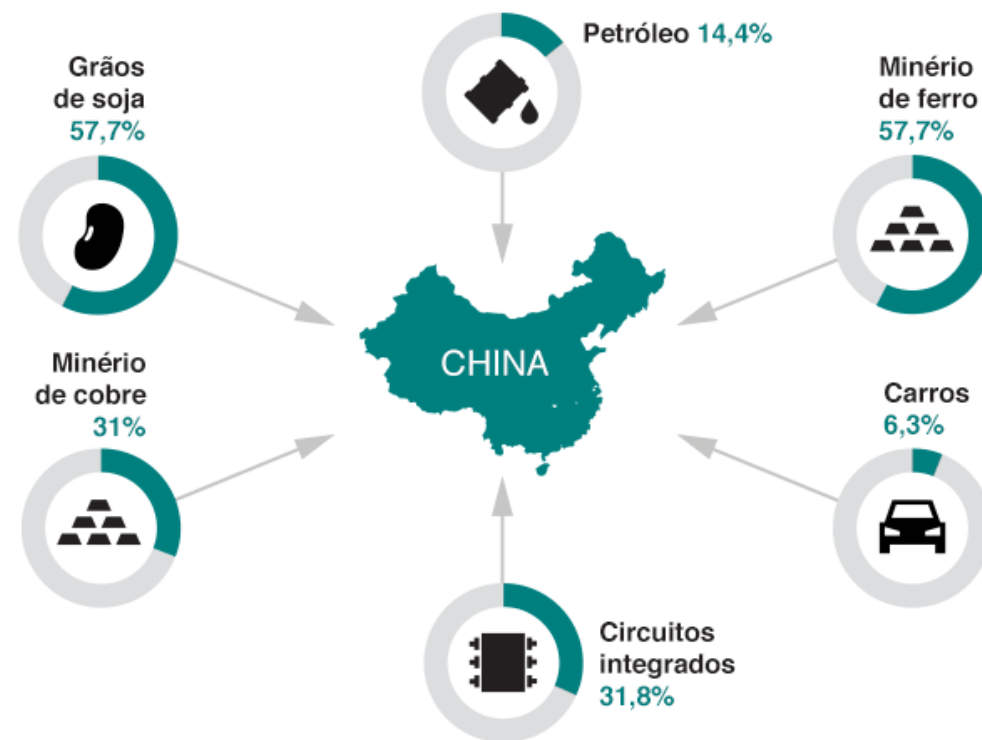 Petróleo 14,4%
Grãos
de soja
57,7%
Minério
de ferro
57,7%
CHINA
Minério
de cobre
31%
Carros
6,3%
Circuitos
integrados
31,8%